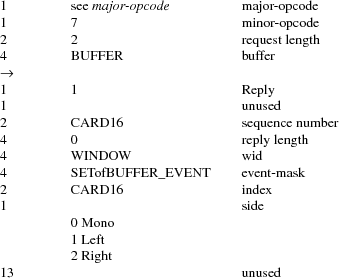 1 see major-opcode major-opcode
1 7 minor-opcode
2 2 request length
4 BUFFER buffer
→
1 1 Reply
1 unused
2 CARD16 sequence number
4 0 reply length
4 WINDOW wid
4 SETofBUFFER_EVENT event-mask
2 CARD16 index
1 side
0 Mono
1 Left
2 Right
13 unused